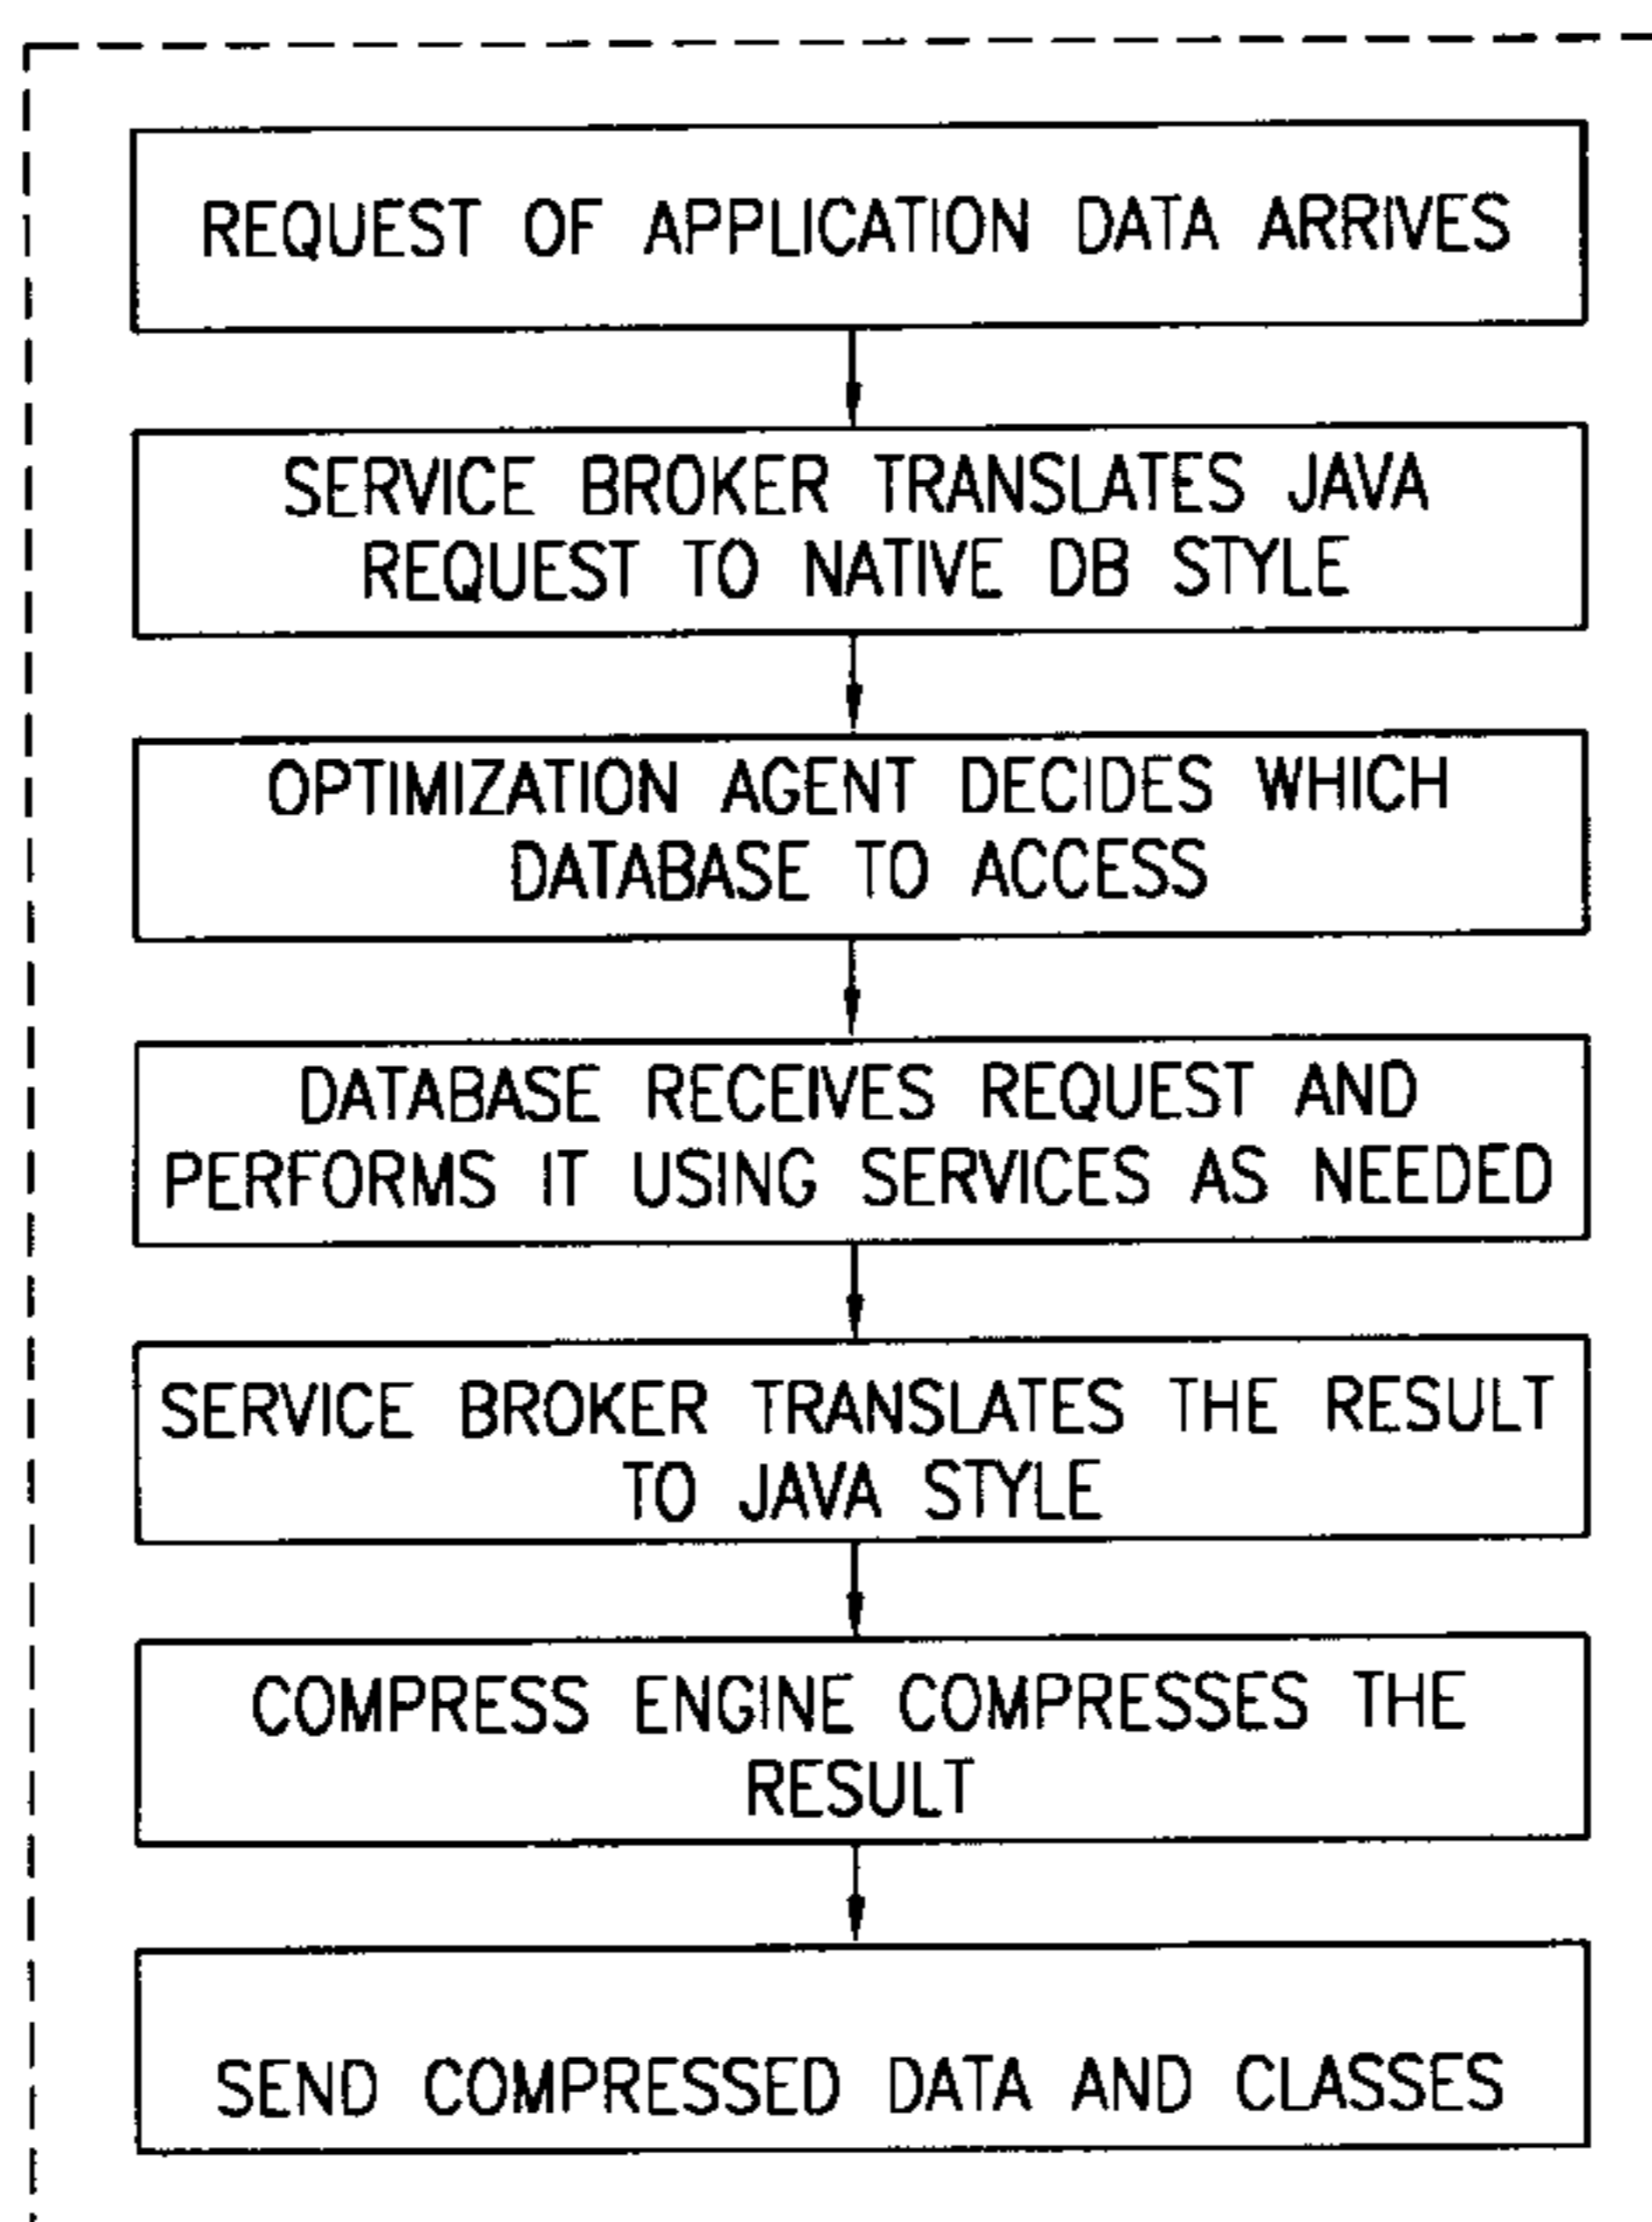 REQUEST OF APPLICATION DATA ARRIVES
SERVICE BROKER TRANSLATES JAVA
REQUEST TO NATIVE DB STYLE
OPTIMIZATION AGENT DECIDES WHICH
DATABASE TO ACCESS
DATABASE RECEIVES REQUEST AND
PERFORMS IT USING SERVICES AS NEEDED
SERVICE BROKER TRANSLATES THE RESULT
TO JAVA STYLE
COMPRESS ENGINE COMPRESSES THE
RESULT
SEND COMPRESSED DATA AND CLASSES